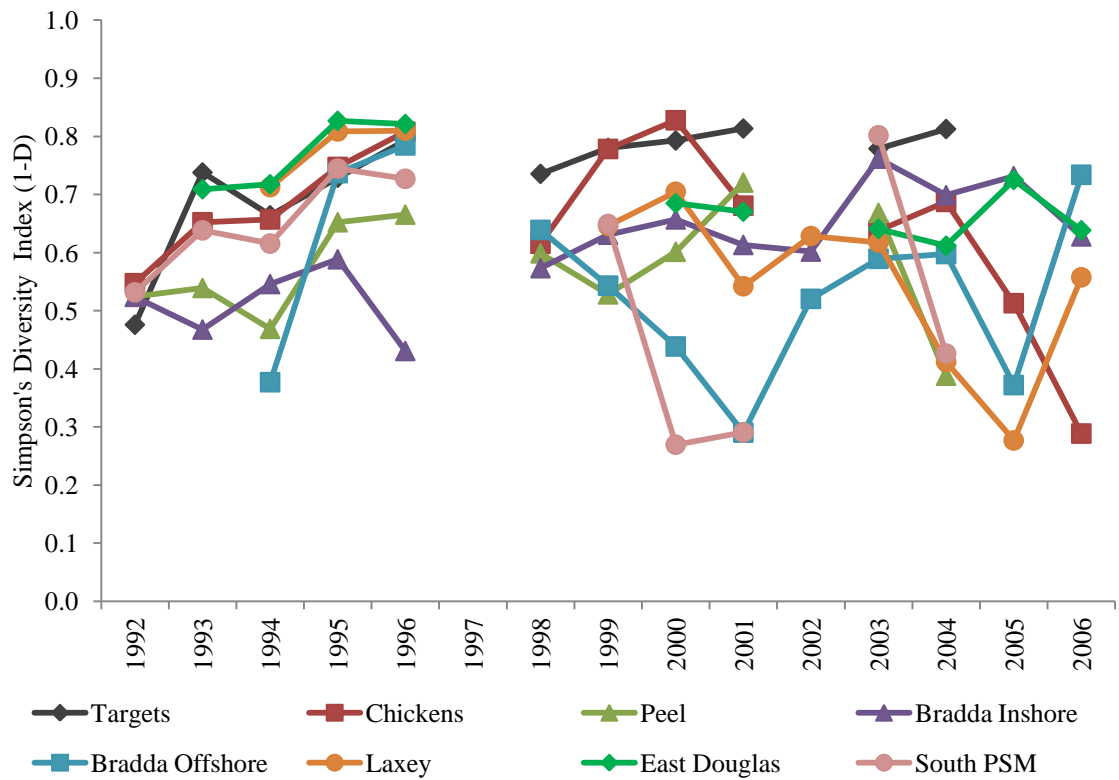 Simpson's Diversity Index (1-D)
1.0
0.9
0.8
0.7
0.6
0.5
0.4
0.3
0.2
0.1
0.0
1992
1993
1994
1995
1996
1997
1998
1999
2000
2001
2002
2003
2004
2005
2006
Targets
Chickens
Peel
Bradda Inshore
Bradda Offshore
Laxey
East Douglas
South PSM